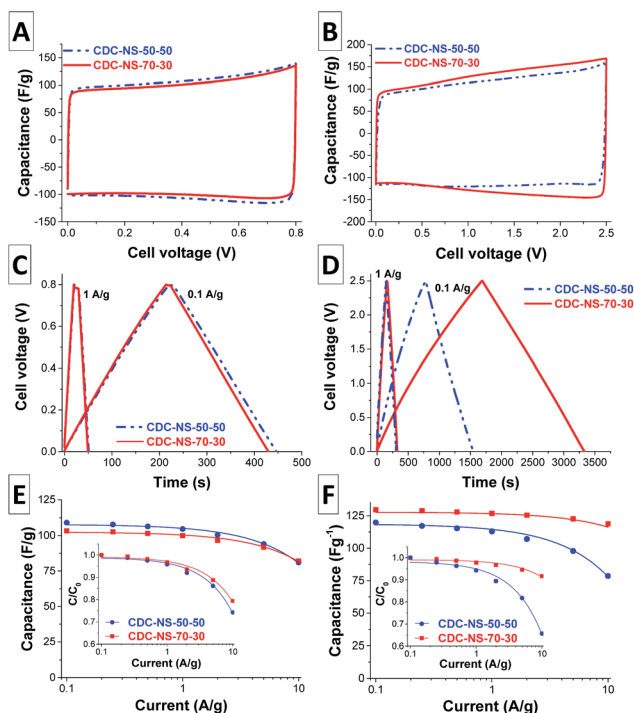 A
CDC-NS-50-50
CDC-NS-70-30
Capacitance (F/g)
150
100
50
0
-50
-100
-150
0.0 0.2 0.4 0.6 0.8
Cell voltage (V)
B
CDC-NS-50-50
CDC-NS-70-30
Capacitance (F/g)
200
150
100
50
0
-50
-100
-150
-200
0.0 0.5 1.0 1.5 2.0 2.5
Cell voltage (V)
C
1 A/g
0.1 A/g
CDC-NS-50-50
CDC-NS-70-30
Cell voltage (V)
0.8
0.6
0.4
0.2
0.0
0 100 200 300 400 500
Time (s)
D
1 A/g
0.1 A/g
CDC-NS-50-50
CDC-NS-70-30
Cell voltage (V)
2.5
2.0
1.5
1.0
0.5
0.0
0 500 1000 1500 2000 2500 3000 3500
Time (s)
E
Capacitance (F/g)
125
100
75
50
25
0
C/C0
1.0
0.9
0.8
0.7
0.6
0.1 1 10
Current (A/g)
CDC-NS-50-50
CDC-NS-70-30
0.1 1 10
Current (A/g)
F
Capacitance (Fg⁻¹)
125
100
75
50
25
0
C/C0
1.0
0.9
0.8
0.7
0.6
0.1 1 10
Current (A/g)
CDC-NS-50-50
CDC-NS-70-30
0.1 1 10
Current (A/g)